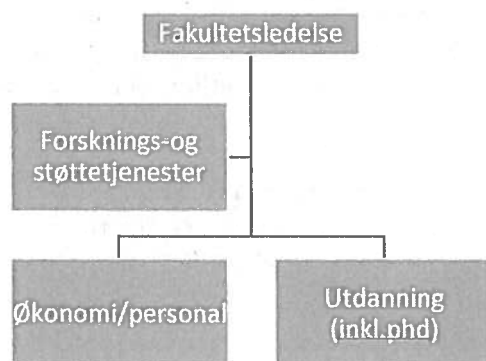 Fakultetsledelse
Forsknings-og
støttetjenester
Økonomi/personal
Utdanning
(inkl.phd)